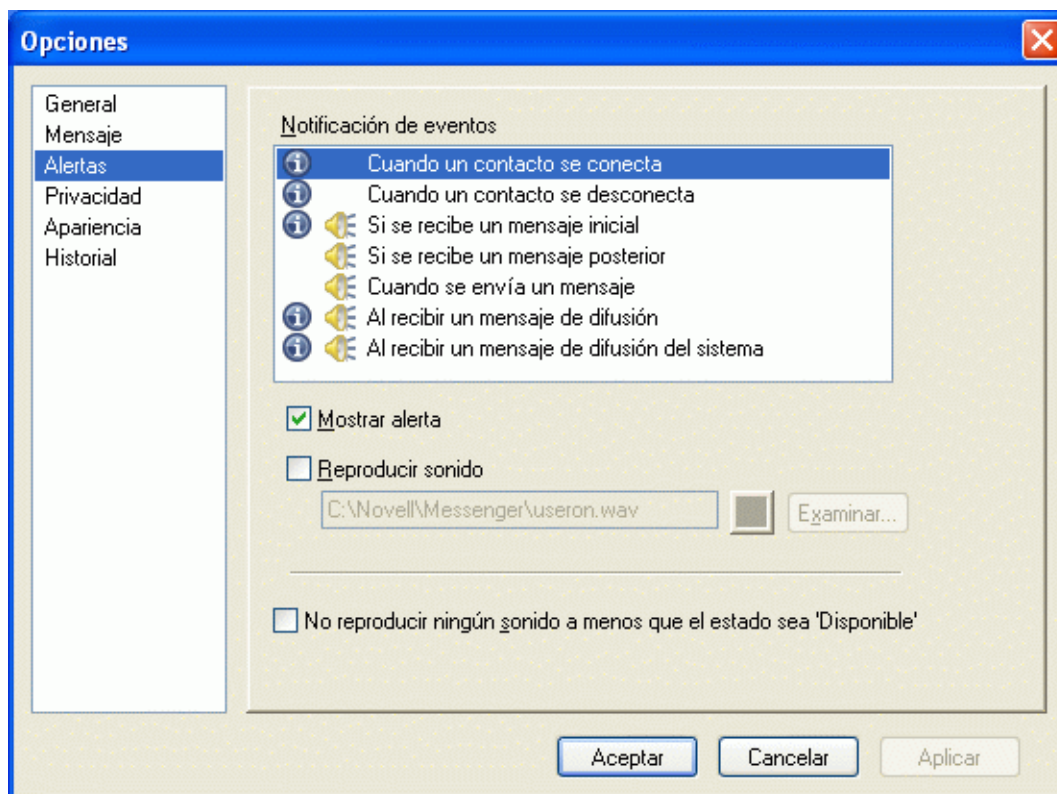 Opciones
General
Mensaje
Alertas
Privacidad
Apariencia
Historial
Notificación de eventos
Cuando un contacto se conecta
Cuando un contacto se desconecta
Si se recibe un mensaje inicial
Si se recibe un mensaje posterior
Cuando se envía un mensaje
Al recibir un mensaje de difusión
Al recibir un mensaje de difusión del sistema
Mostrar alerta
Reproducir sonido
C:\Novell\Messenger\useron.wav
Examinar...
No reproducir ningún sonido a menos que el estado sea 'Disponible'
Aceptar
Cancelar
Aplicar